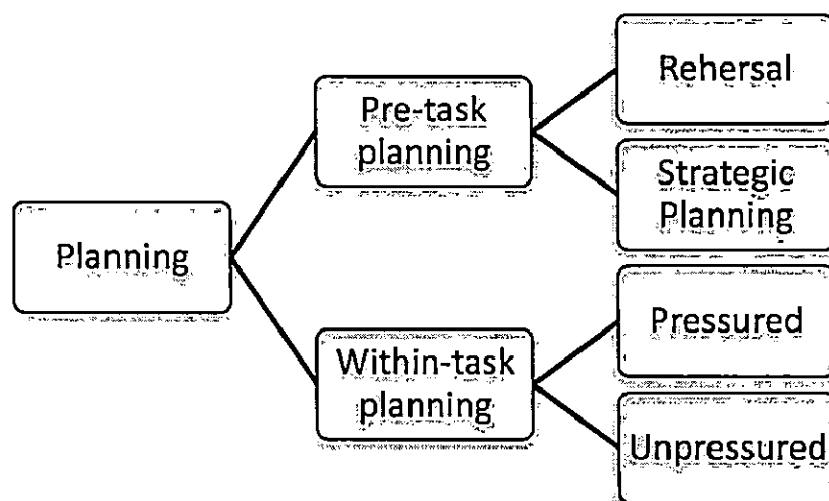 Planning
Pre-task
planning
Rehersal
Strategic
Planning
Within-task
planning
Pressured
Unpressured